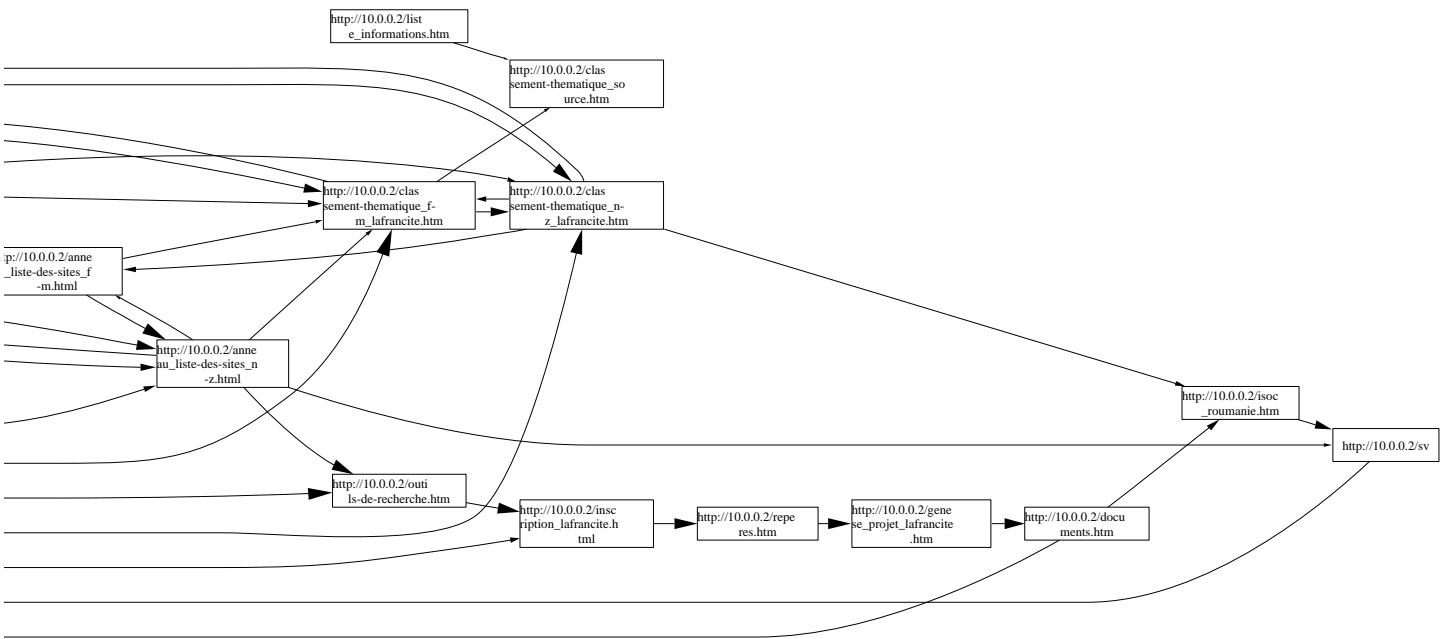 http://10.0.0.2/list
e_informations.htm
http://10.0.0.2/clas
sement-thematique_so
urce.htm
http://10.0.0.2/clas
sement-thematique_f-
m_lafrancite.htm
http://10.0.0.2/clas
sement-thematique_n-
z_lafrancite.htm
tp://10.0.0.2/anne
_liste-des-sites_f
-m.html
http://10.0.0.2/anne
au_liste-des-sites_n
-z.html
http://10.0.0.2/isoc
_roumanie.htm
http://10.0.0.2/sv
http://10.0.0.2/outi
ls-de-recherche.htm
http://10.0.0.2/insc
ription_lafrancite.h
tml
http://10.0.0.2/repe
res.htm
http://10.0.0.2/gene
se_projet_lafrancite
.htm
http://10.0.0.2/docu
ments.htm